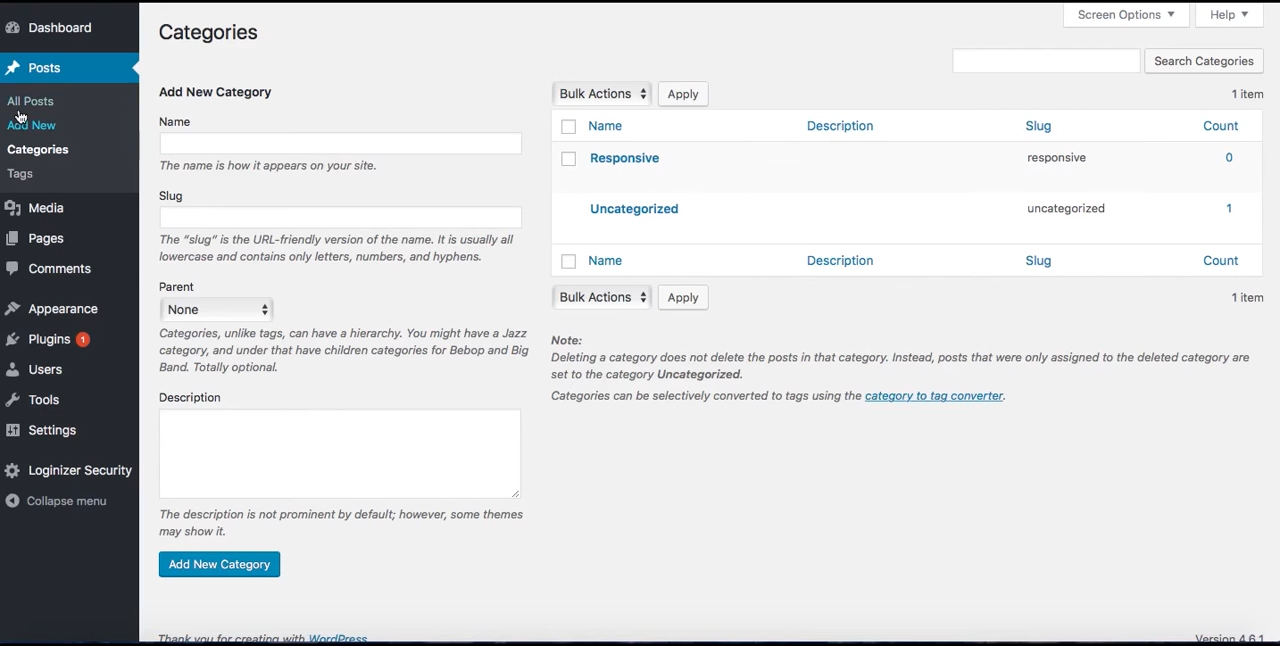 Dashboard
Posts
All Posts
Add New
Categories
Tags
Media
Pages
Comments
Appearance
Plugins 1
Users
Tools
Settings
Loginizer Security
Collapse menu
Screen Options
Help
Categories
Search Categories
Add New Category
Name
The name is how it appears on your site.
Slug
The “slug” is the URL-friendly version of the name. It is usually all
lowercase and contains only letters, numbers, and hyphens.
Parent
None
Categories, unlike tags, can have a hierarchy. You might have a Jazz
category, and under that have children categories for Bebop and Big
Band. Totally optional.
Description
The description is not prominent by default; however, some themes
may show it.
Add New Category
Bulk Actions Apply 1 item
Name Description Slug Count
Responsive responsive 0
Uncategorized uncategorized 1
Name Description Slug Count
Bulk Actions Apply 1 item
Note:
Deleting a category does not delete the posts in that category. Instead, posts that were only assigned to the deleted category are
set to the category Uncategorized.
Categories can be selectively converted to tags using the category to tag converter.
Thank you for creating with WordPress
Version 4.6.1